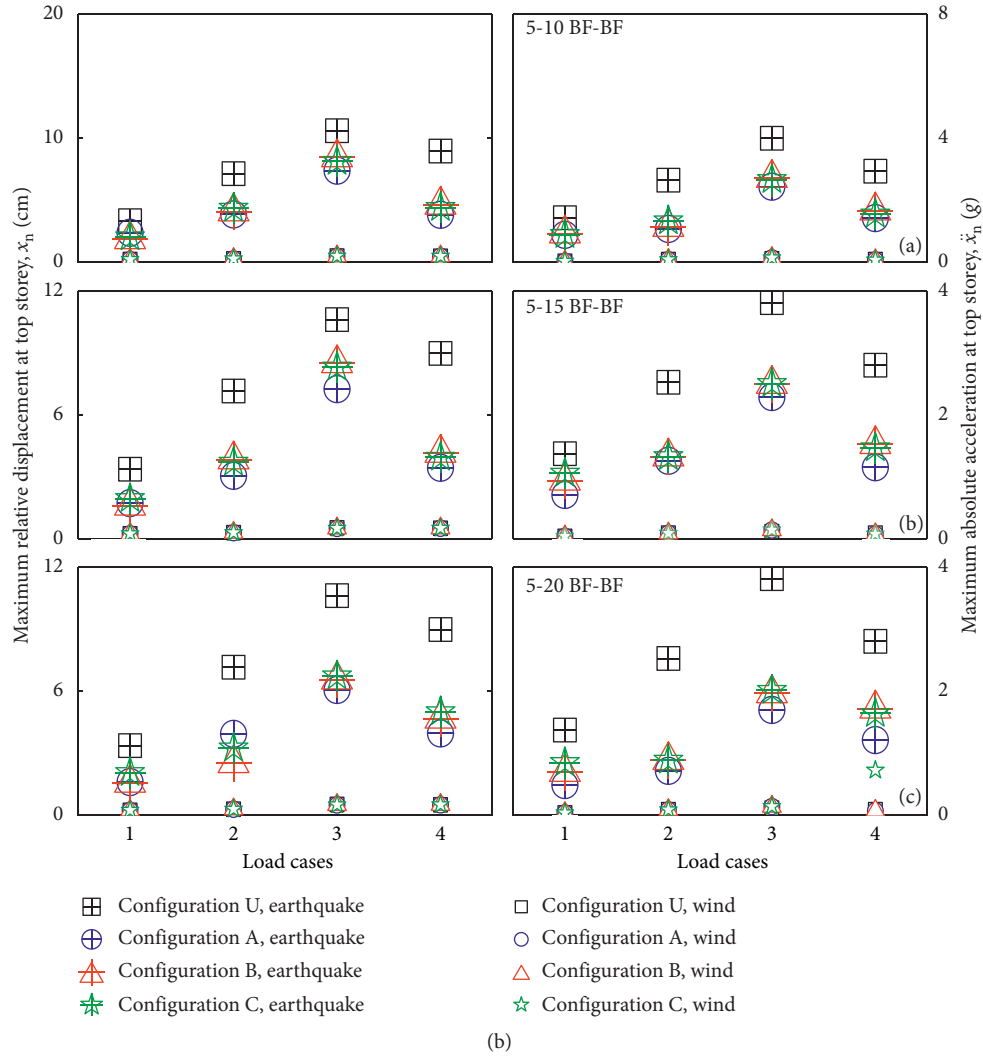 Maximum relative displacement at top storey, xn (cm)
20
10
0
12
6
0
12
6
0
1 2 3 4
Load cases
5-10 BF-BF
(a)
5-15 BF-BF
(b)
5-20 BF-BF
(c)
8
4
0
4
2
0
4
2
0
1 2 3 4
Load cases
Maximum absolute acceleration at top storey, ẍn (g)
Configuration U, earthquake
Configuration A, earthquake
Configuration B, earthquake
Configuration C, earthquake
Configuration U, wind
Configuration A, wind
Configuration B, wind
Configuration C, wind
(b)